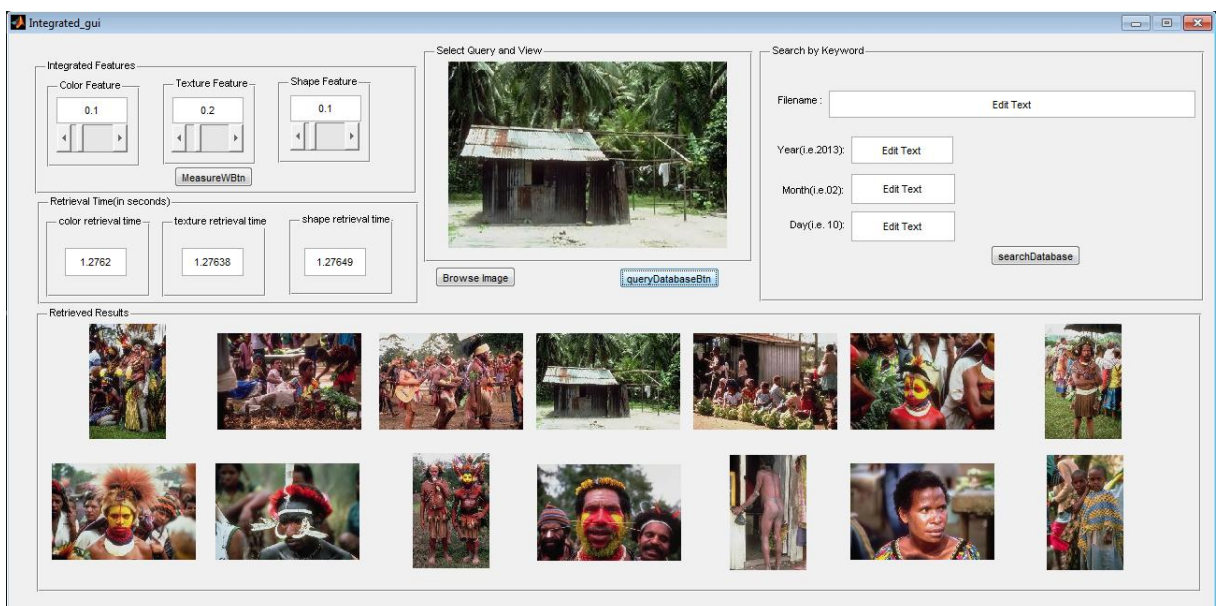 Integrated_gui
Integrated Features
Color Feature
Texture Feature
Shape Feature
0.1
0.2
0.1
MeasureWBtn
Retrieval Time(in seconds)
color retrieval time
texture retrieval time
shape retrieval time
1.2762
1.27638
1.27649
Select Query and View
Browse Image
queryDatabaseBtn
Search by Keyword
Filename :
Edit Text
Year(i.e.2013):
Edit Text
Month(i.e.02):
Edit Text
Day(i.e. 10):
Edit Text
searchDatabase
Retrieved Results